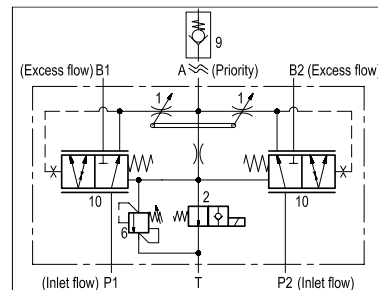 9
(Excess flow) B1 A (Priority) B2 (Excess flow)
1 1
10 2 10
6
(Inlet flow) P1 T P2 (Inlet flow)